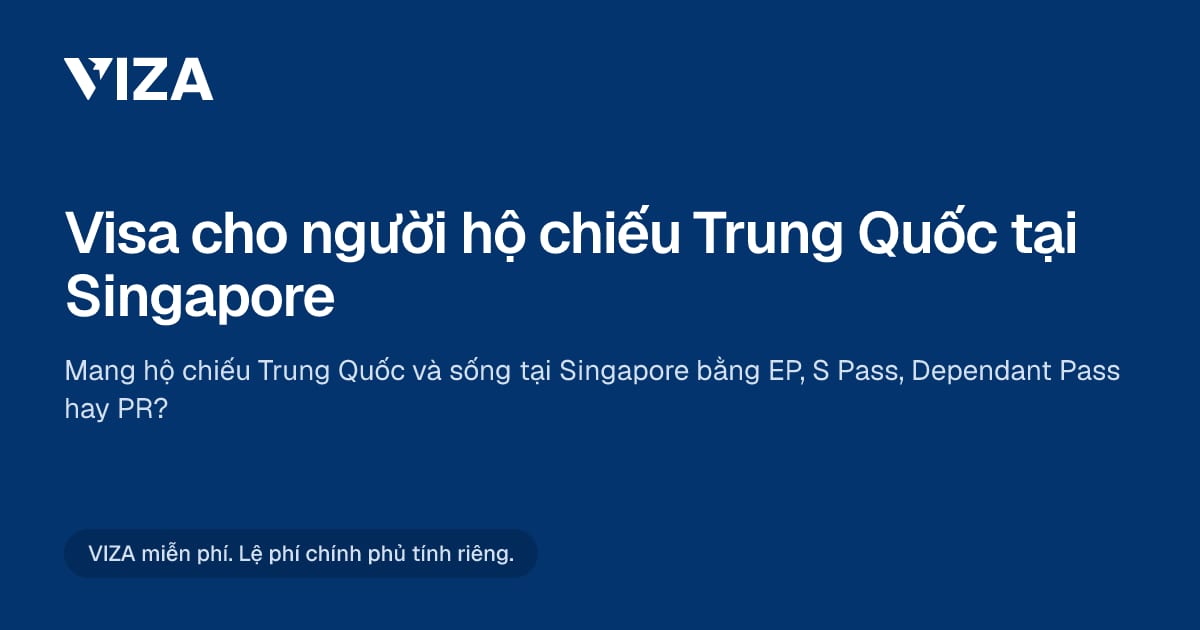 VIZA
Visa cho người hộ chiếu Trung Quốc tại
Singapore
Mang hộ chiếu Trung Quốc và sống tại Singapore bằng EP, S Pass, Dependant Pass
hay PR?
VIZA miễn phí. Lệ phí chính phủ tính riêng.